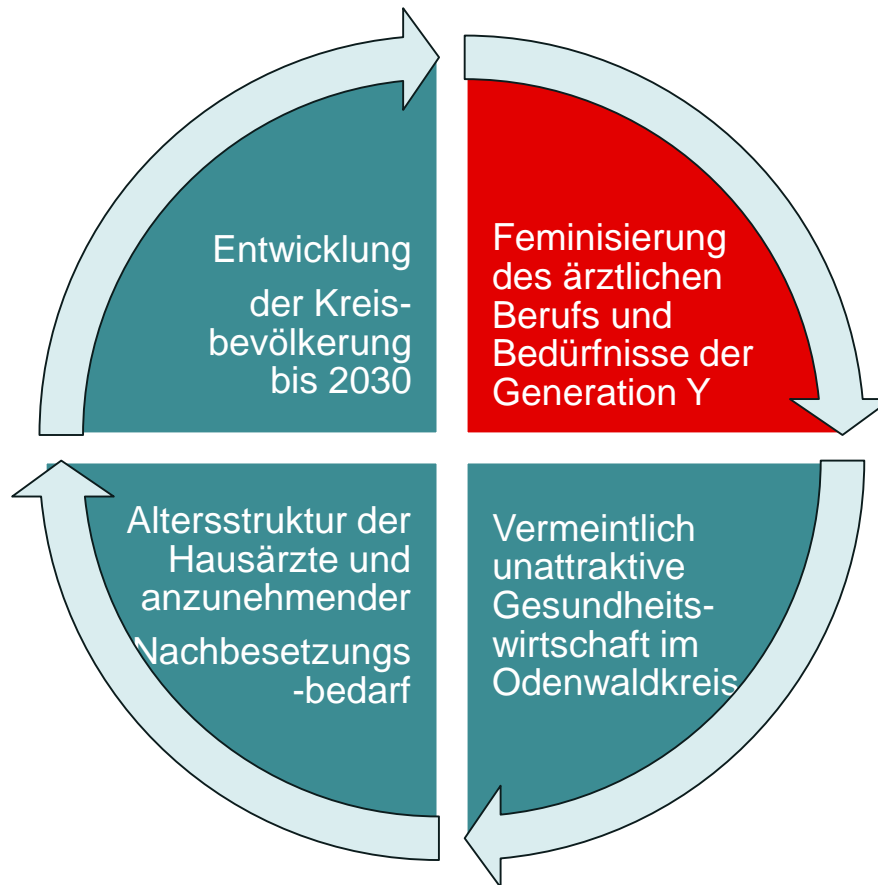 Entwicklung
der Kreis-
bevölkerung
bis 2030
Feminisierung
des ärztlichen
Berufs und
Bedürfnisse der
Generation Y
Altersstruktur der
Hausärzte und
anzunehmender
Nachbesetzungs
-bedarf
Vermeintlich
unattraktive
Gesundheits-
wirtschaft im
Odenwaldkreis